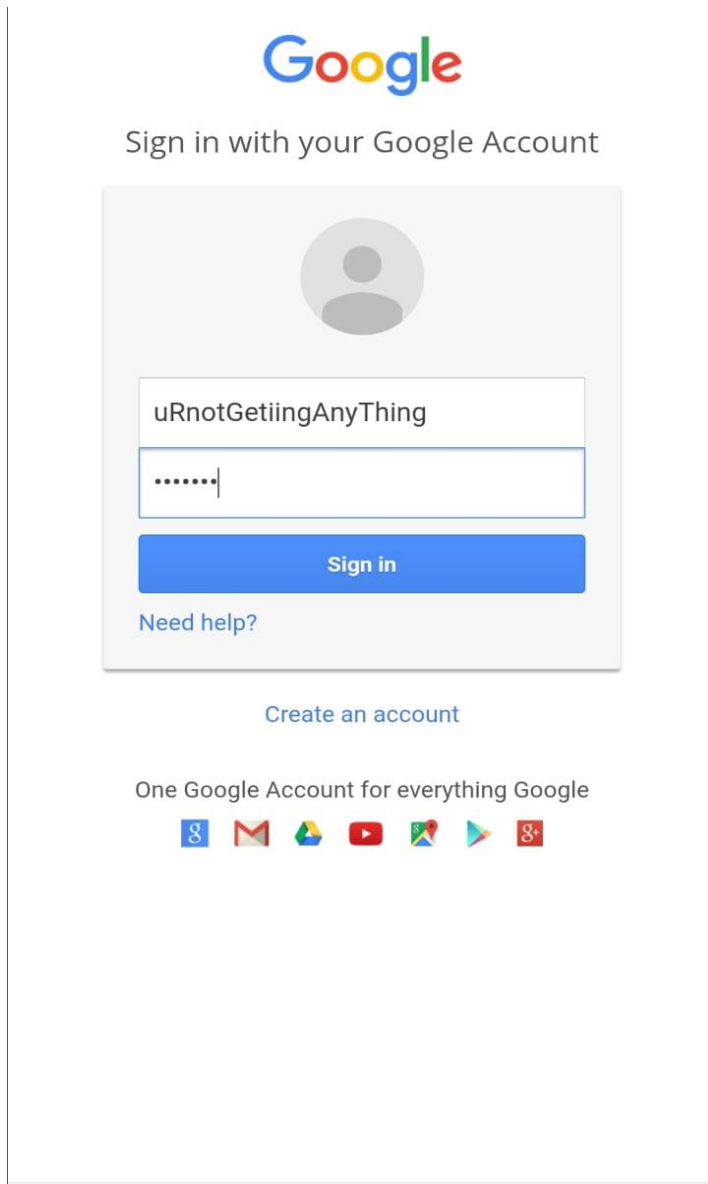 Google
Sign in with your Google Account
uRnotGetiingAnyThing
•••••••
Sign in
Need help?
Create an account
One Google Account for everything Google